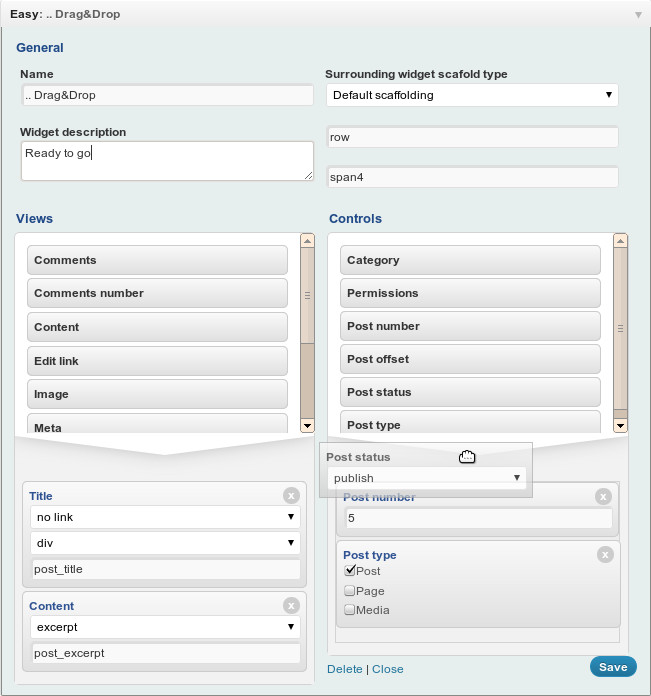 Easy: .. Drag&Drop
General
Name
.. Drag&Drop
Surrounding widget scafold type
Default scaffolding
Widget description
Ready to go
row
span4
Views
Comments
Comments number
Content
Edit link
Image
Meta
Controls
Category
Permissions
Post number
Post offset
Post status
Post type
Title
no link
div
post_title
Content
excerpt
post_excerpt
Post status
publish
Post number
5
Post type
Post
Page
Media
Delete | Close
Save